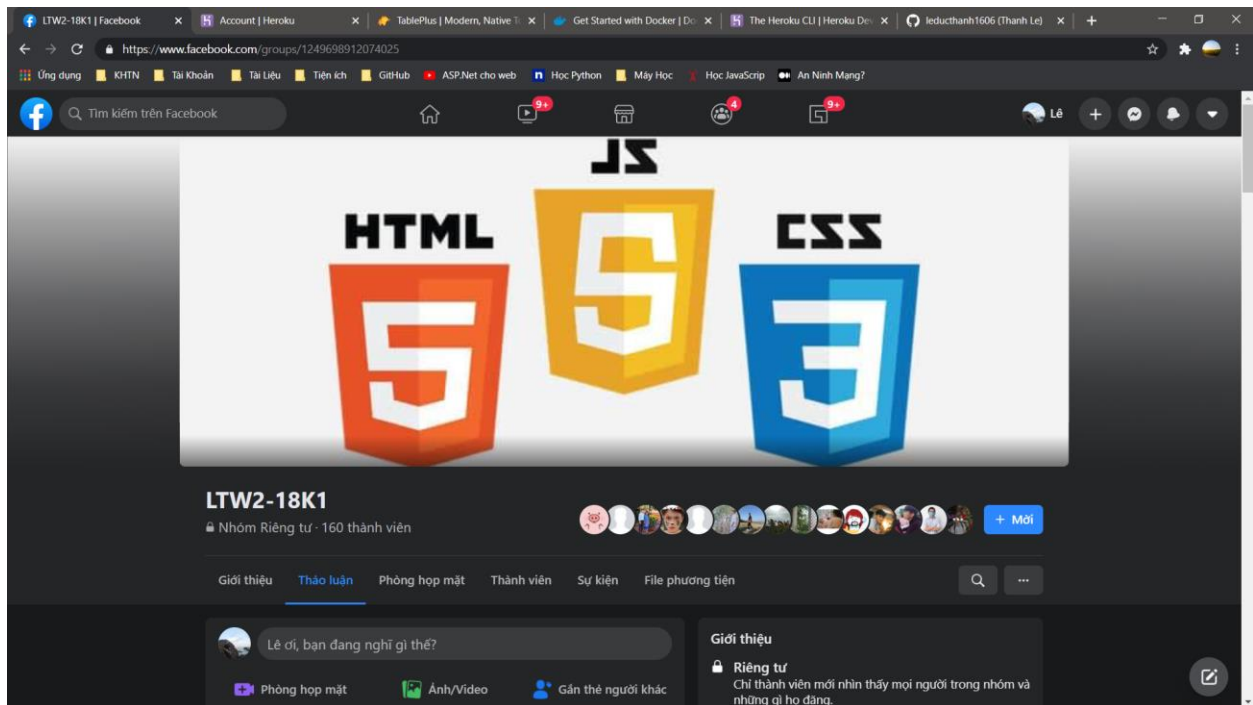 LTW2-18K1 | Facebook
Account | Heroku
TablePlus | Modern, Native
Get Started with Docker | Do
The Heroku CLI | Heroku Dev
leducthanh1606 (Thanh Le)
https://www.facebook.com/groups/1249698912074025
Ứng dụng KHTN Tài Khoản Tài Liệu Tiện ích GitHub ASP.Net cho web Học Python Máy Học Học JavaScrip An Ninh Mạng?
Tìm kiếm trên Facebook 9+ 4 9+ Lê
JS
HTML
CSS
5
5
3
LTW2-18K1
Nhóm Riêng tư · 160 thành viên
+ Mời
Giới thiệu Thảo luận Phòng họp mặt Thành viên Sự kiện File phương tiện
Lê ơi, bạn đang nghĩ gì thế?
Phòng họp mặt Ảnh/Video Gắn thẻ người khác
Giới thiệu
Riêng tư
Chỉ thành viên mới nhìn thấy mọi người trong nhóm và
những gì họ đăng.